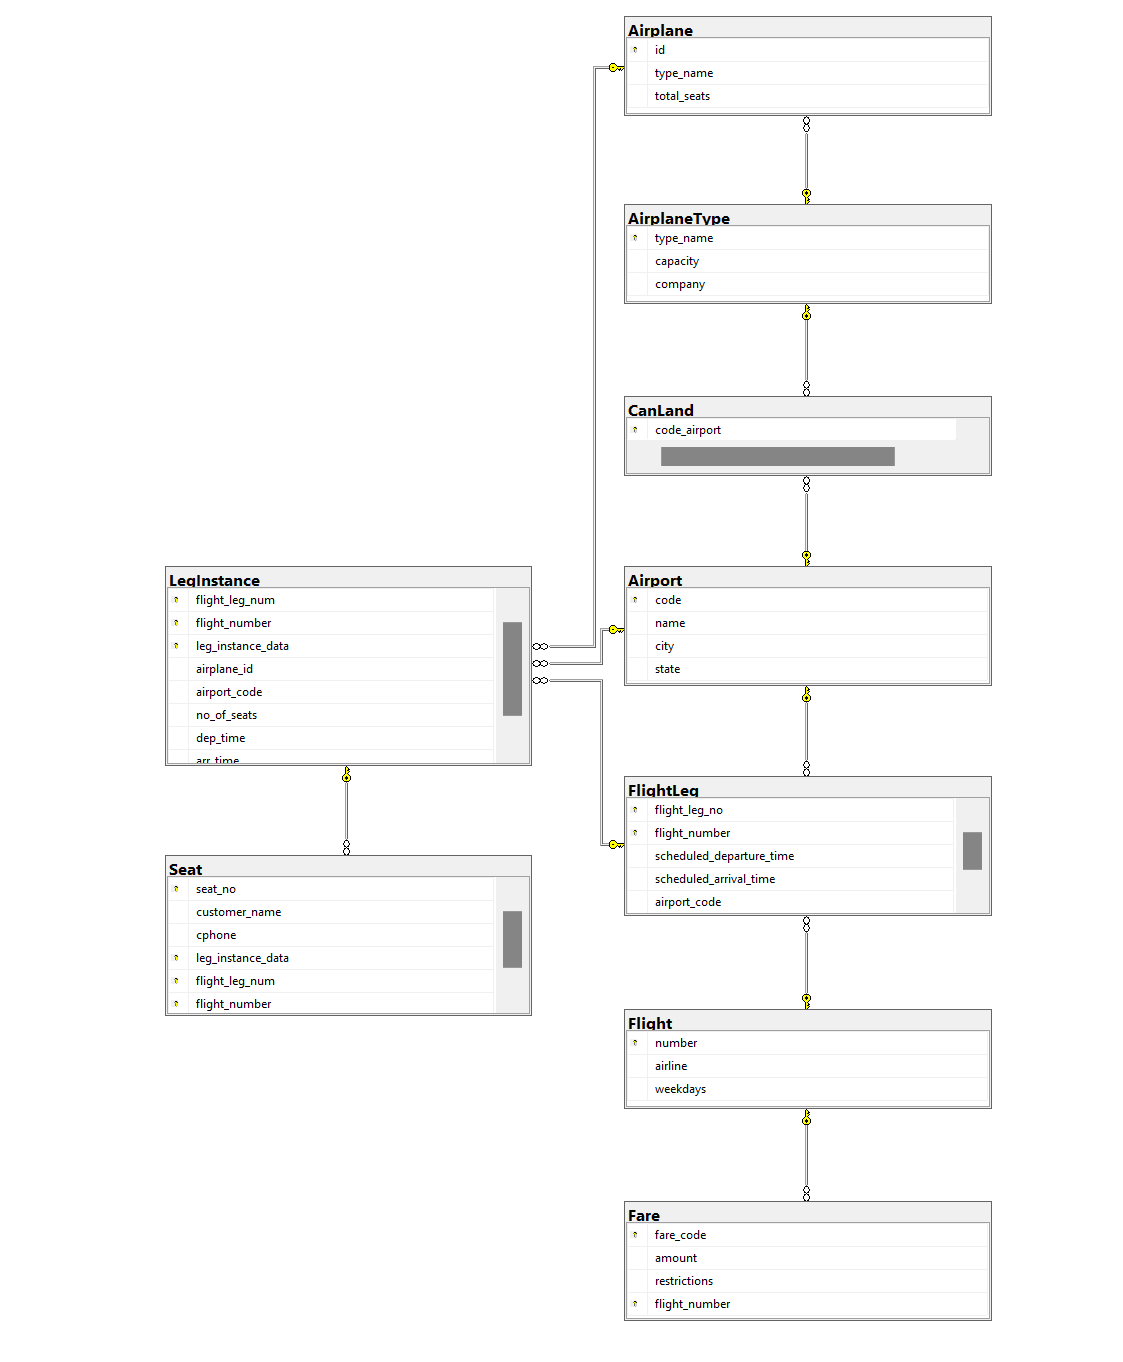 Airplane
id
type_name
total_seats
AirplaneType
type_name
capacity
company
CanLand
code_airport
LegInstance
flight_leg_num
flight_number
leg_instance_data
airplane_id
airport_code
no_of_seats
dep_time
arr_time
Airport
code
name
city
state
FlightLeg
flight_leg_no
flight_number
scheduled_departure_time
scheduled_arrival_time
airport_code
Seat
seat_no
customer_name
cphone
leg_instance_data
flight_leg_num
flight_number
Flight
number
airline
weekdays
Fare
fare_code
amount
restrictions
flight_number